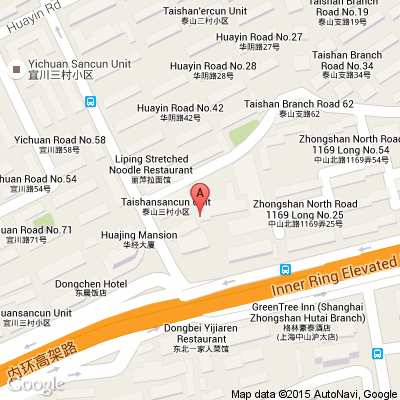 Huayin Rd
Taishan'ercun Unit
泰山二村小区
Taishan Branch
Road No.20
泰山支路20号
Huayin Road No.27
华阴路27号
Yichuan Sancun Unit
宜川三村小区
Huayin Road No.28
华阴路28号
Taishan Branch
Road No.34
泰山支路34号
Huayin Road No.42
华阴路42号
Taishan Branch Road 62
泰山支路62
Yichuan Road No.58
宜川路58号
Zhongshan North Road
1169 Long No.54
中山北路1169弄54号
Liping Stretched
Noodle Restaurant
丽萍拉面馆
Road No.54
宜川路54号
A
Taishansancun Unit
泰山三村小区
Zhongshan North Road
1169 Long No.25
中山北路1169弄25号
Road No.71
宜川路71号
Huajing Mansion
华经大厦
Dongchen Hotel
东晨饭店
Inner Ring Elevated
uansancun Unit
宜川三村小区
GreenTree Inn (Shanghai
Zhongshan Hutai Branch)
格林豪泰酒店
(上海中山沪太店)
Dongbei Yijiaren
Restaurant
东北一家人菜馆
内环高架路
Google
Map data ©2015 AutoNavi, Google